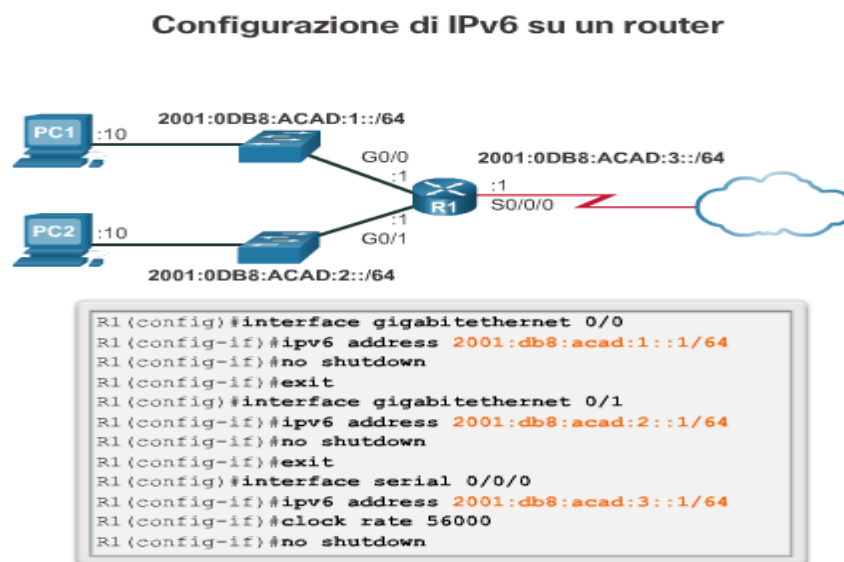 Configurazione di IPv6 su un router
2001:0DB8:ACAD:1::/64
PC1
:10
G0/0
:1
2001:0DB8:ACAD:3::/64
:1
R1
S0/0/0
:1
G0/1
PC2
:10
2001:0DB8:ACAD:2::/64
R1(config)#interface gigabitethernet 0/0
R1(config-if)#ipv6 address 2001:db8:acad:1::1/64
R1(config-if)#no shutdown
R1(config-if)#exit
R1(config)#interface gigabitethernet 0/1
R1(config-if)#ipv6 address 2001:db8:acad:2::1/64
R1(config-if)#no shutdown
R1(config-if)#exit
R1(config)#interface serial 0/0/0
R1(config-if)#ipv6 address 2001:db8:acad:3::1/64
R1(config-if)#clock rate 56000
R1(config-if)#no shutdown